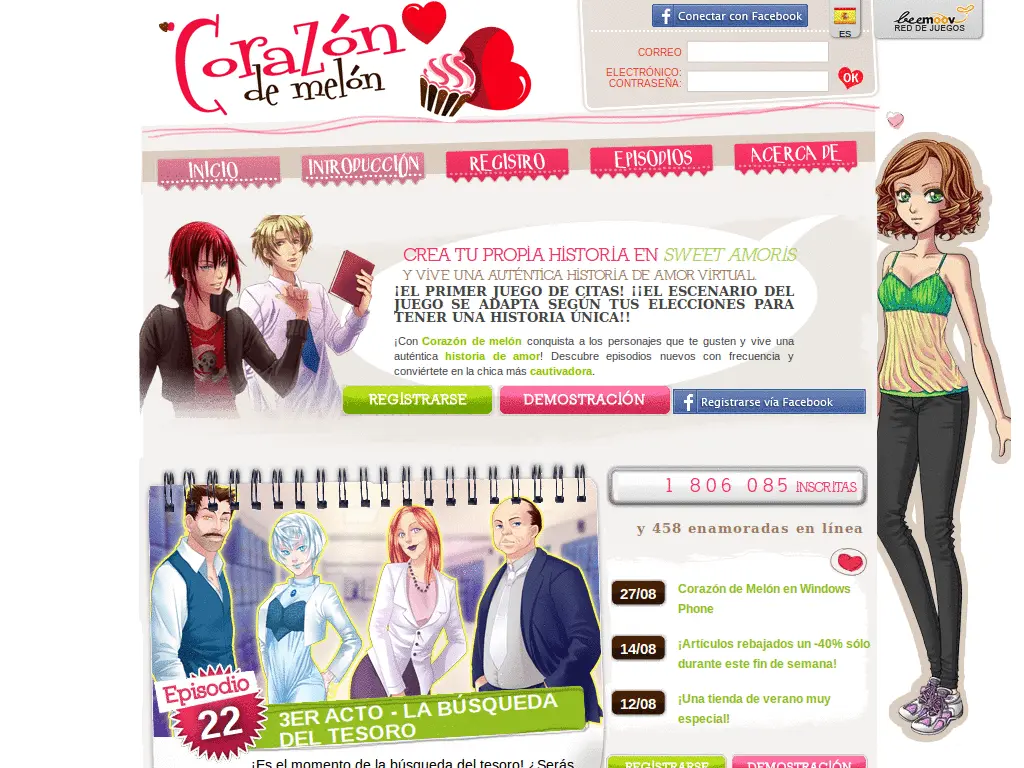 Corazón
de melón
Conectar con Facebook
ES
beemoov
RED DE JUEGOS
CORREO
ELECTRÓNICO:
CONTRASEÑA:
OK
INICIO
INTRODUCCIÓN
REGISTRO
EPISODIOS
ACERCA DE
CREA TU PROPIA HISTORIA EN SWEET AMORIS
Y VIVE UNA AUTÉNTICA HISTORIA DE AMOR VIRTUAL.
¡EL PRIMER JUEGO DE CITAS! ¡¡EL ESCENARIO DEL
JUEGO SE ADAPTA SEGÚN TUS ELECCIONES PARA
TENER UNA HISTORIA ÚNICA!!
¡Con Corazón de melón conquista a los personajes que te gusten y vive una
auténtica historia de amor! Descubre episodios nuevos con frecuencia y
conviértete en la chica más cautivadora.
REGISTRARSE
DEMOSTRACIÓN
Registrarse vía Facebook
1 806 085 INSCRITAS
y 458 enamoradas en línea
27/08
Corazón de Melón en Windows
Phone
14/08
¡Artículos rebajados un -40% sólo
durante este fin de semana!
12/08
¡Una tienda de verano muy
especial!
Episodio
22
3ER ACTO - LA BÚSQUEDA
DEL TESORO
¡Es el momento de la búsqueda del tesoro! ¿Serás
REGISTRARSE
DEMOSTRACIÓN